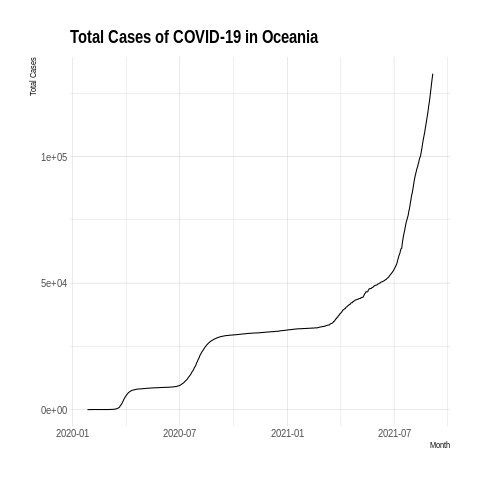 Total Cases of COVID-19 in Oceania
Total Cases
1e+05
5e+04
0e+00
2020-01
2020-07
2021-01
2021-07
Month